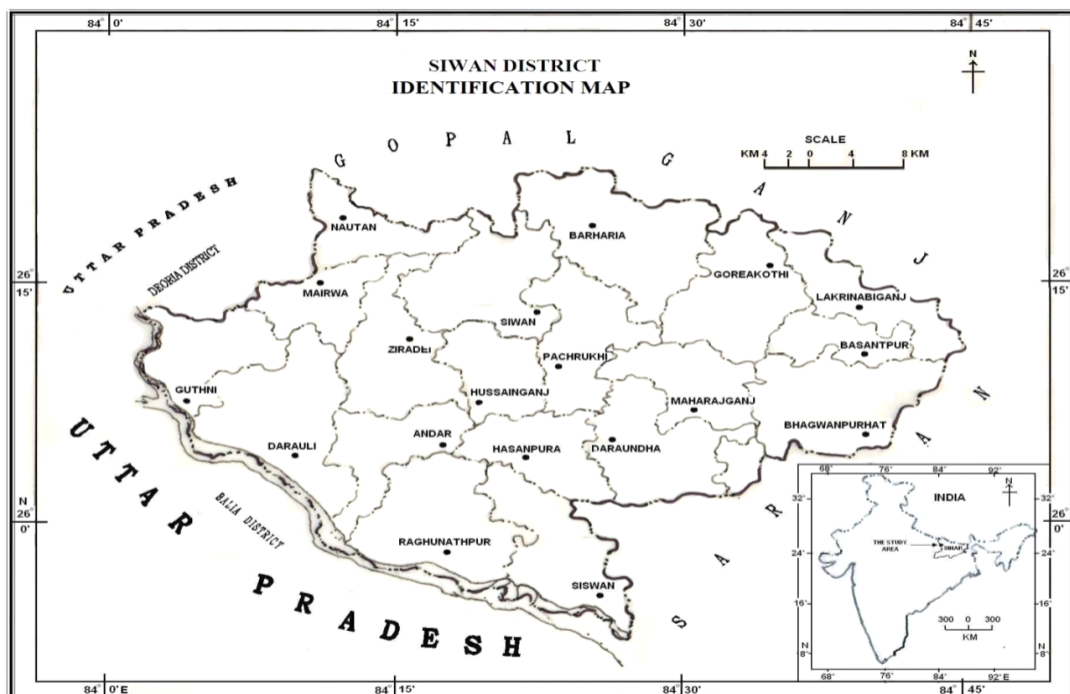 84° 0'
84° 15'
84° 30'
84° 45'
SIWAN DISTRICT
IDENTIFICATION MAP
N
G O P A L G A N J
SCALE
KM 4 2 0 4 8 KM
UTTAR PRADESH
DEORIA DISTRICT
NAUTAN
BARHARIA
GOREAKOTHI
26° 15'
26° 15'
MAIRWA
LAKRINABIGANJ
SIWAN
ZIRADEI
PACHRUKHI
BASANTPUR
GUTHNI
HUSSAINGANJ
MAHARAJGANJ
BHAGWANPURHAT
DARAULI
ANDAR
HASANPURA
DARAUNDHA
S A R A N
UTTAR PRADESH
BALIA DISTRICT
N
26° 0'
26° 0'
RAGHUNATHPUR
SISWAN
68° 76° 84° 92°
INDIA
N
32°
32°
THE STUDY
AREA
BIHAR
24°
24°
16°
16°
300 0 300
KM
N
8°
N
8°
68° 76° 84° 92°
84° 0'E
84° 15'
84° 30'
84° 45'